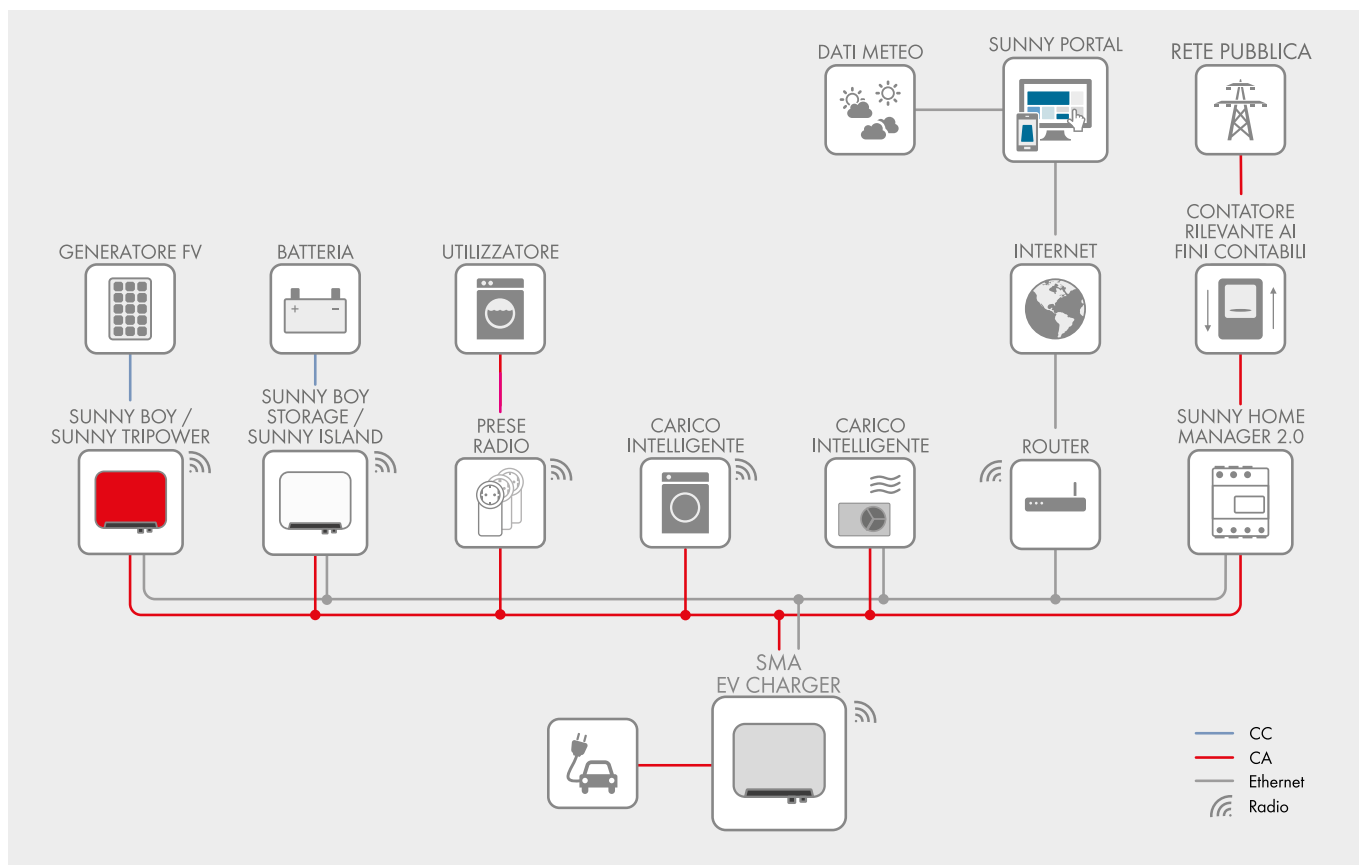 DATI METEO
SUNNY PORTAL
RETE PUBBLICA
GENERATORE FV
BATTERIA
UTILIZZATORE
INTERNET
CONTATORE
RILEVANTE AI
FINI CONTABILI
+ −
SUNNY BOY /
SUNNY TRIPOWER
SUNNY BOY
STORAGE /
SUNNY ISLAND
PRESE
RADIO
CARICO
INTELLIGENTE
CARICO
INTELLIGENTE
ROUTER
SUNNY HOME
MANAGER 2.0
SMA
EV CHARGER
CC
CA
Ethernet
Radio